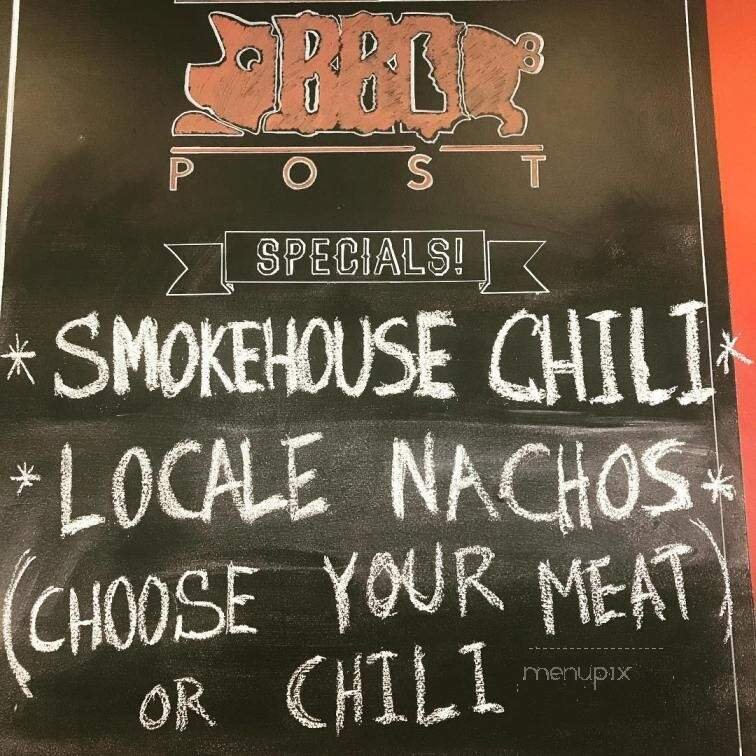 BBQ
POST
SPECIALS!
*SMOKEHOUSE CHILI*
*LOCALE NACHOS*
(CHOOSE YOUR MEAT)
OR CHILI
menupix